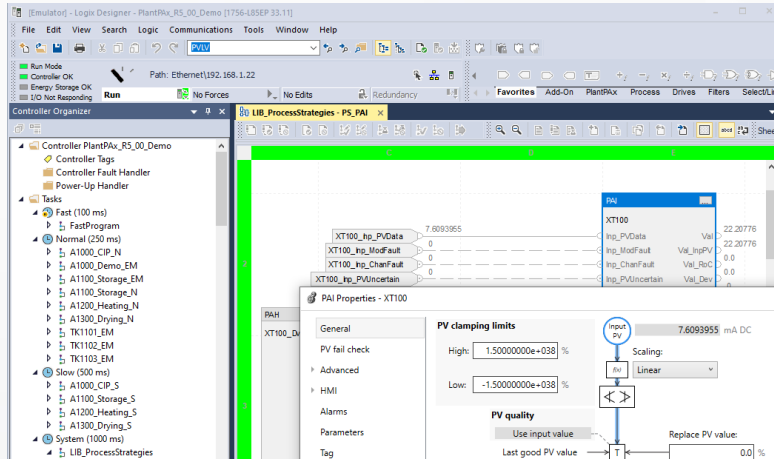 [Emulator] - Logix Designer - PlantPAx_R5_00_Demo [1756-L85EP 33.11]
File Edit View Search Logic Communications Tools Window Help
PVLV
Run Mode
Controller OK
Energy Storage OK
I/O Not Responding
Path: Ethernet\192.168.1.22
Run
No Forces
No Edits
Redundancy
Favorites Add-On PlantPAx Process Drives Filters Select/Li
Controller Organizer
LIB_ProcessStrategies - PS_PAI
Shee
Controller PlantPAx_R5_00_Demo
Controller Tags
Controller Fault Handler
Power-Up Handler
Tasks
Fast (100 ms)
FastProgram
Normal (250 ms)
A1000_CIP_N
A1000_Demo_EM
A1100_Storage_EM
A1100_Storage_N
A1200_Heating_N
A1300_Drying_N
TK1101_EM
TK1102_EM
TK1103_EM
Slow (500 ms)
A1000_CIP_S
A1100_Storage_S
A1200_Heating_S
A1300_Drying_S
System (1000 ms)
LIB_ProcessStrategies
PAI
XT100
XT100_Inp_PVData 7.6093955 Inp_PVData Val 22.20776
XT100_Inp_ModFault 0 Inp_ModFault Val_InpPV 22.20776
XT100_Inp_ChanFault 0 Inp_ChanFault Val_RoC 0.0
XT100_Inp_PVUncertain 0 Inp_PVUncertain Val_Dev 0.0
PAH
PAI Properties - XT100
General
PV fail check
Advanced
HMI
Alarms
Parameters
Tag
PV clamping limits
High: 1.50000000e+038 %
Low: -1.50000000e+038 %
PV quality
Use input value
Last good PV value
Input PV
7.6093955 mA DC
Scaling:
f(x) Linear
T
Replace PV value:
0.0 %